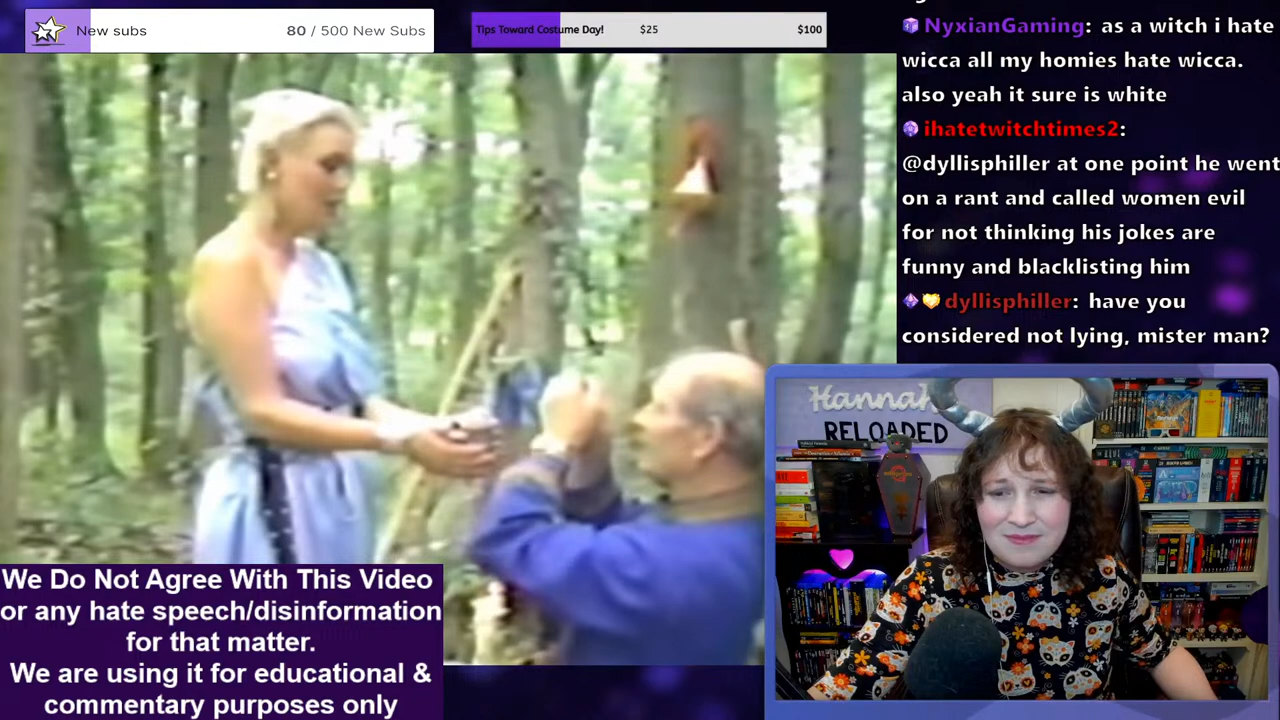 New subs
80 / 500 New Subs
Tips Toward Costume Day!
$25
$100
NyxianGaming: as a witch i hate
wicca all my homies hate wicca.
also yeah it sure is white
ihatetwitchtimes2:
@dyllisphiller at one point he went
on a rant and called women evil
for not thinking his jokes are
funny and blacklisting him
dyllisphiller: have you
considered not lying, mister man?
Hannah
RELOADED
We Do Not Agree With This Video
or any hate speech/disinformation
for that matter.
We are using it for educational &
commentary purposes only